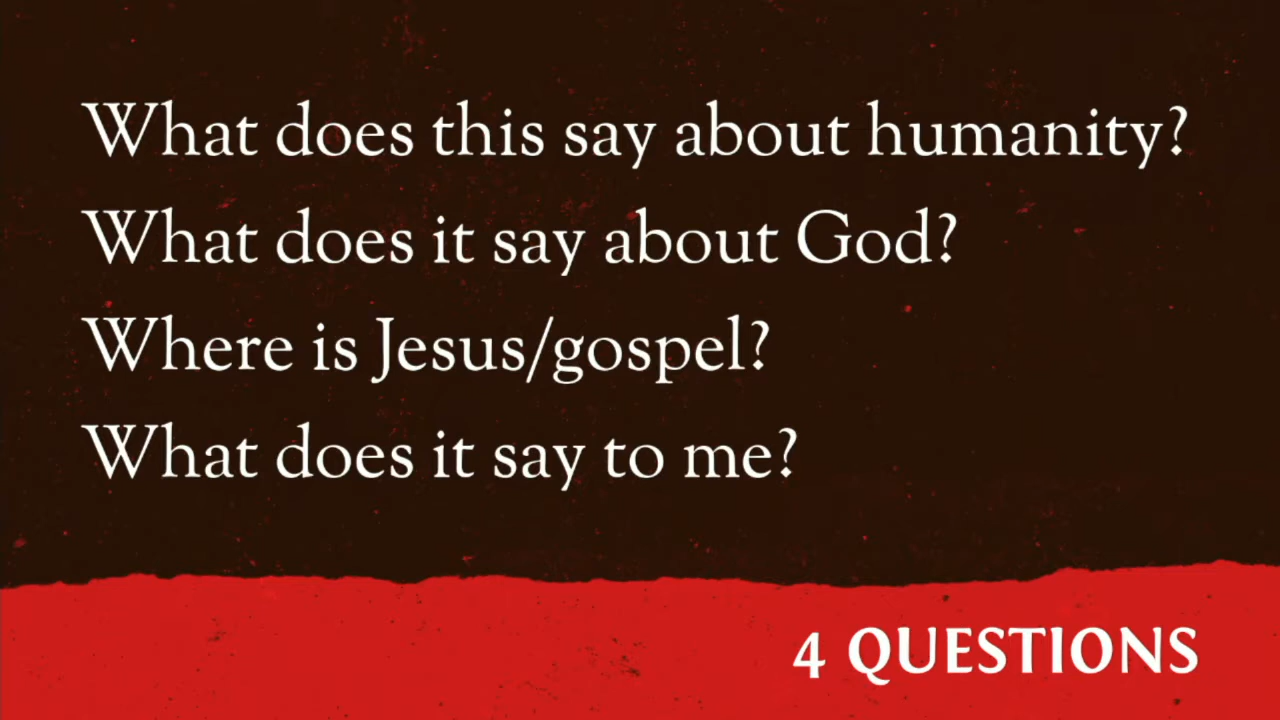 What does this say about humanity?
What does it say about God?
Where is Jesus/gospel?
What does it say to me?
4 QUESTIONS